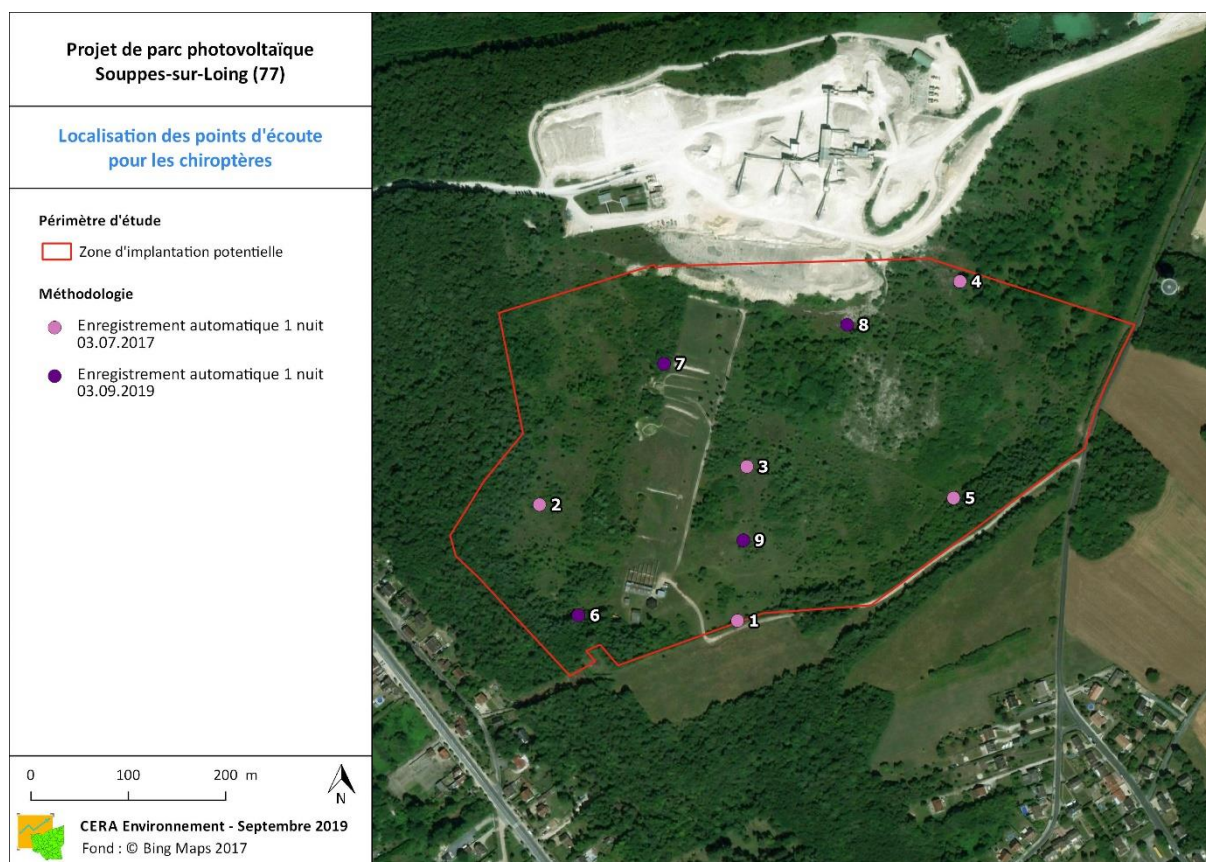 Projet de parc photovoltaïque
Souppes-sur-Loing (77)
Localisation des points d'écoute
pour les chiroptères
Périmètre d'étude
Zone d'implantation potentielle
Méthodologie
Enregistrement automatique 1 nuit
03.07.2017
Enregistrement automatique 1 nuit
03.09.2019
0 100 200 m
N
CERA Environnement - Septembre 2019
Fond : © Bing Maps 2017
4
8
7
3
5
2
9
6
1